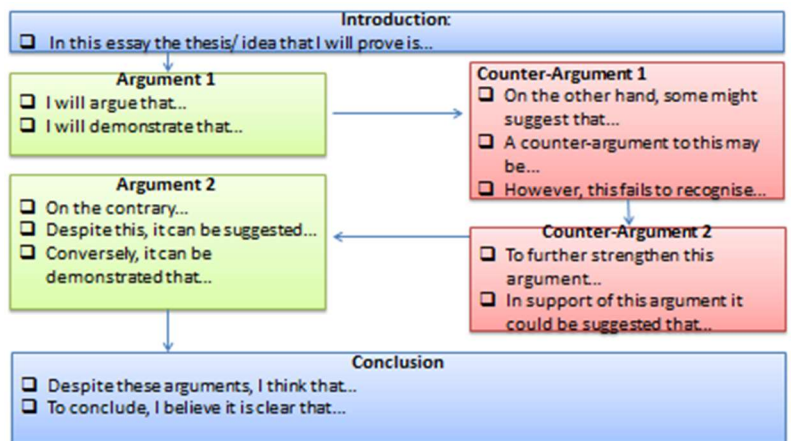 Introduction:
❑ In this essay the thesis/ idea that I will prove is...
Argument 1
❑ I will argue that...
❑ I will demonstrate that...
Counter-Argument 1
❑ On the other hand, some might
suggest that...
❑ A counter-argument to this may
be...
❑ However, this fails to recognise...
Counter-Argument 2
❑ To further strengthen this
argument...
❑ In support of this argument it
could be suggested that...
Argument 2
❑ On the contrary...
❑ Despite this, it can be suggested...
❑ Conversely, it can be
demonstrated that...
Conclusion
❑ Despite these arguments, I think that...
❑ To conclude, I believe it is clear that...